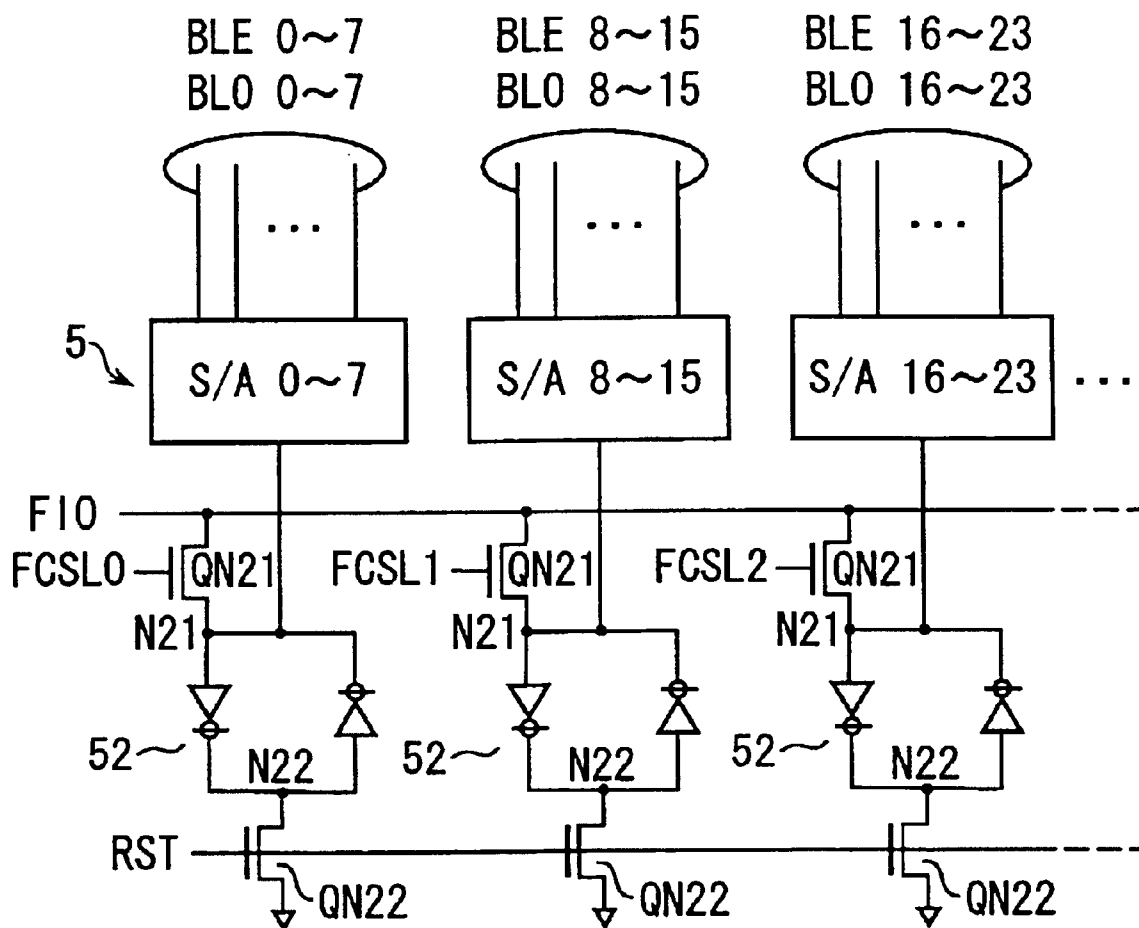 BLE 0~7 BLE 8~15 BLE 16~23
BLO 0~7 BLO 8~15 BLO 16~23
... ... ...
5
S/A 0~7 S/A 8~15 S/A 16~23 ...
FIO
FCSL0 QN21 FCSL1 QN21 FCSL2 QN21
N21 N21 N21
52 52 52
N22 N22 N22
RST
QN22 QN22 QN22